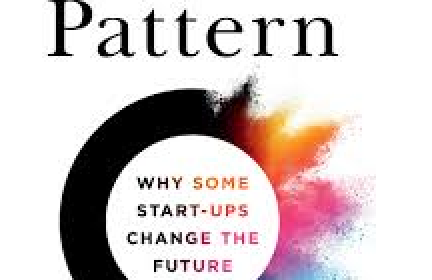 Pattern
WHY SOME
START-UPS
CHANGE THE
FUTURE